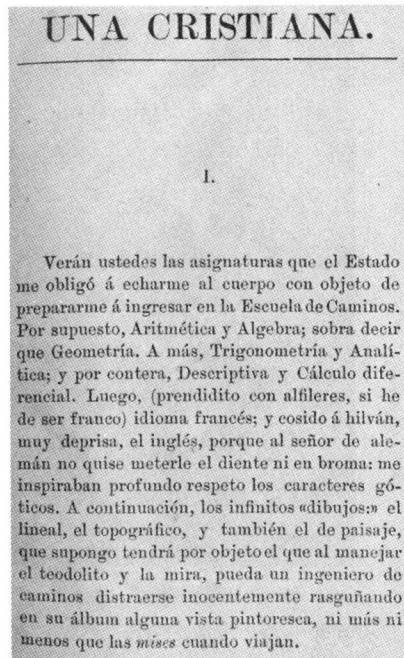 UNA CRISTIANA.
I.
Verán ustedes las asignaturas que el Estado
me obligó á echarme al cuerpo con objeto de
prepararme á ingresar en la Escuela de Caminos.
Por supuesto, Aritmética y Algebra; sobra decir
que Geometría. A más, Trigonometría y Analí-
tica; y por contera, Descriptiva y Cálculo dife-
rencial. Luego, (prendidito con alfileres, si he
de ser franco) idioma francés; y cosido á hilván,
muy deprisa, el inglés, porque al señor de ale-
mán no quise meterle el diente ni en broma: me
inspiraban profundo respeto los caracteres gó-
ticos. A continuación, los infinitos «dibujos:» el
lineal, el topográfico, y también el de paisaje,
que supongo tendrá por objeto el que al manejar
el teodolito y la mira, pueda un ingeniero de
caminos distraerse inocentemente rasguñando
en su álbum alguna vista pintoresca, ni más ni
menos que las mises cuando viajan.